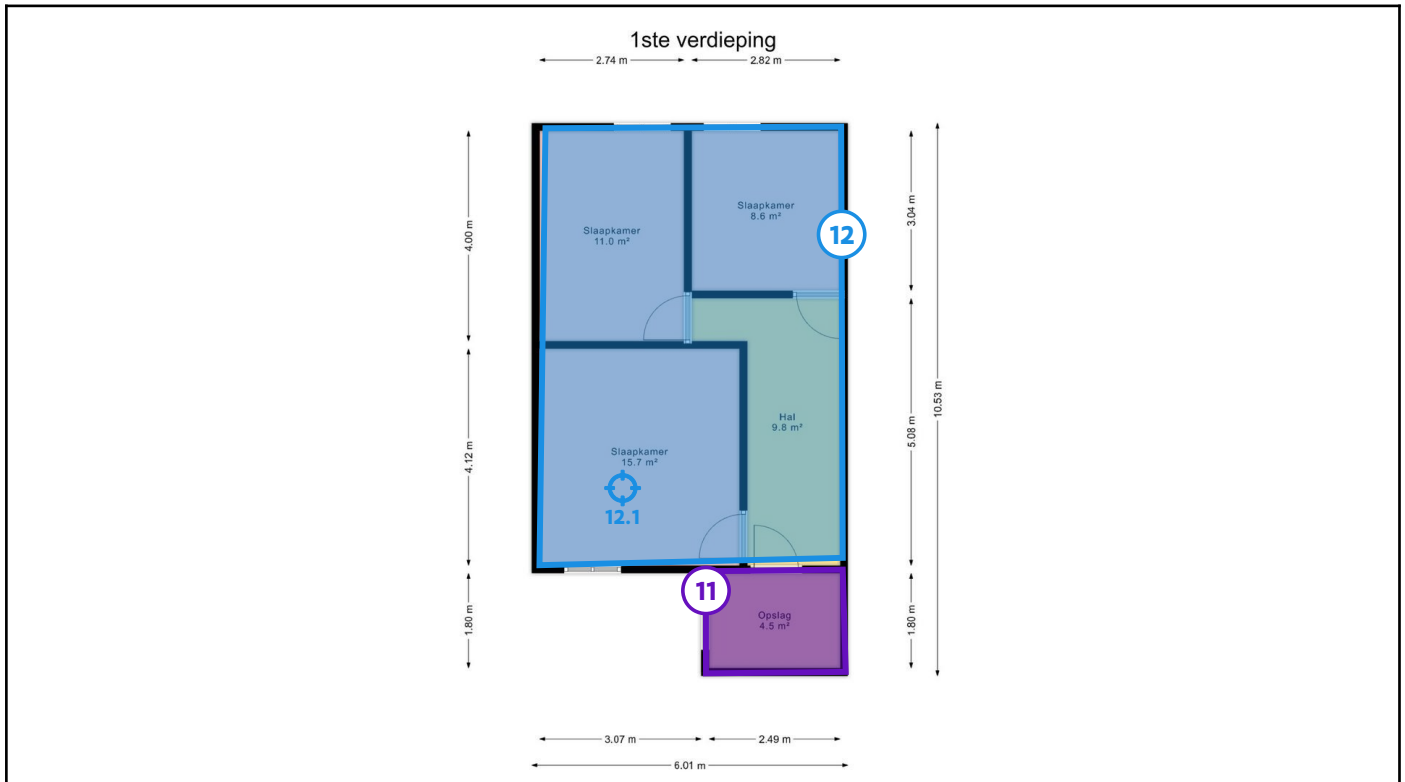 1ste verdieping
2.74 m
2.82 m
4.00 m
3.04 m
Slaapkamer
8.6 m²
Slaapkamer
11.0 m²
12
10.53 m
Hal
9.8 m²
5.08 m
4.12 m
Slaapkamer
15.7 m²
12.1
11
Opslag
4.5 m²
1.80 m
1.80 m
3.07 m
2.49 m
6.01 m